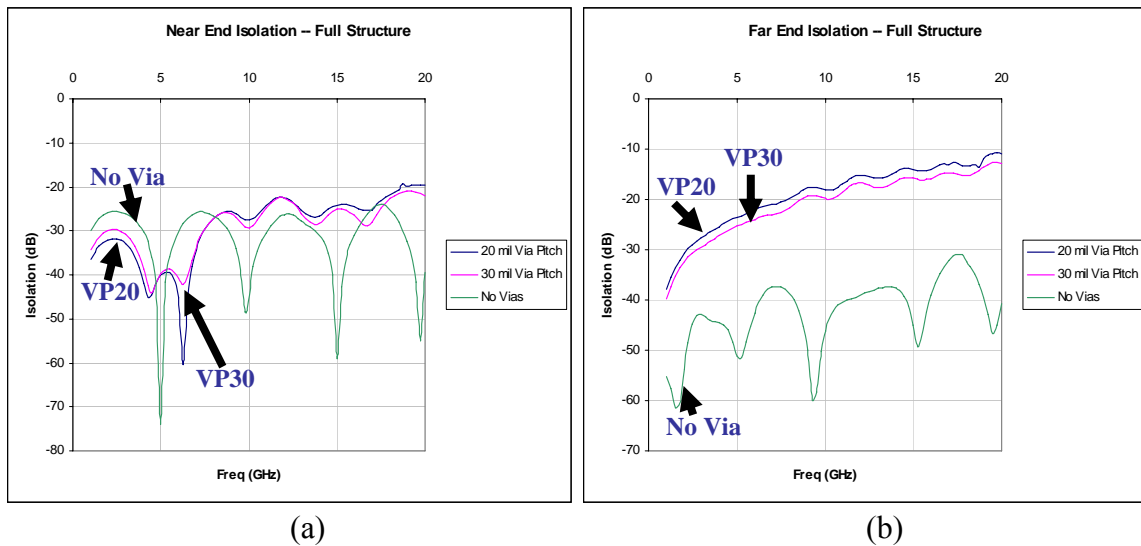 Near End Isolation -- Full Structure
0 5 10 15 20
0
-10
-20
-30
-40
-50
-60
-70
-80
Isolation (dB)
Freq (GHz)
No Via
VP20
VP30
20 mil Via Pitch
30 mil Via Pitch
No Vias
(a)
Far End Isolation -- Full Structure
0 5 10 15 20
0
-10
-20
-30
-40
-50
-60
-70
Isolation (dB)
Freq (GHz)
VP30
VP20
No Via
20 mil Via Pitch
30 mil Via Pitch
No Vias
(b)